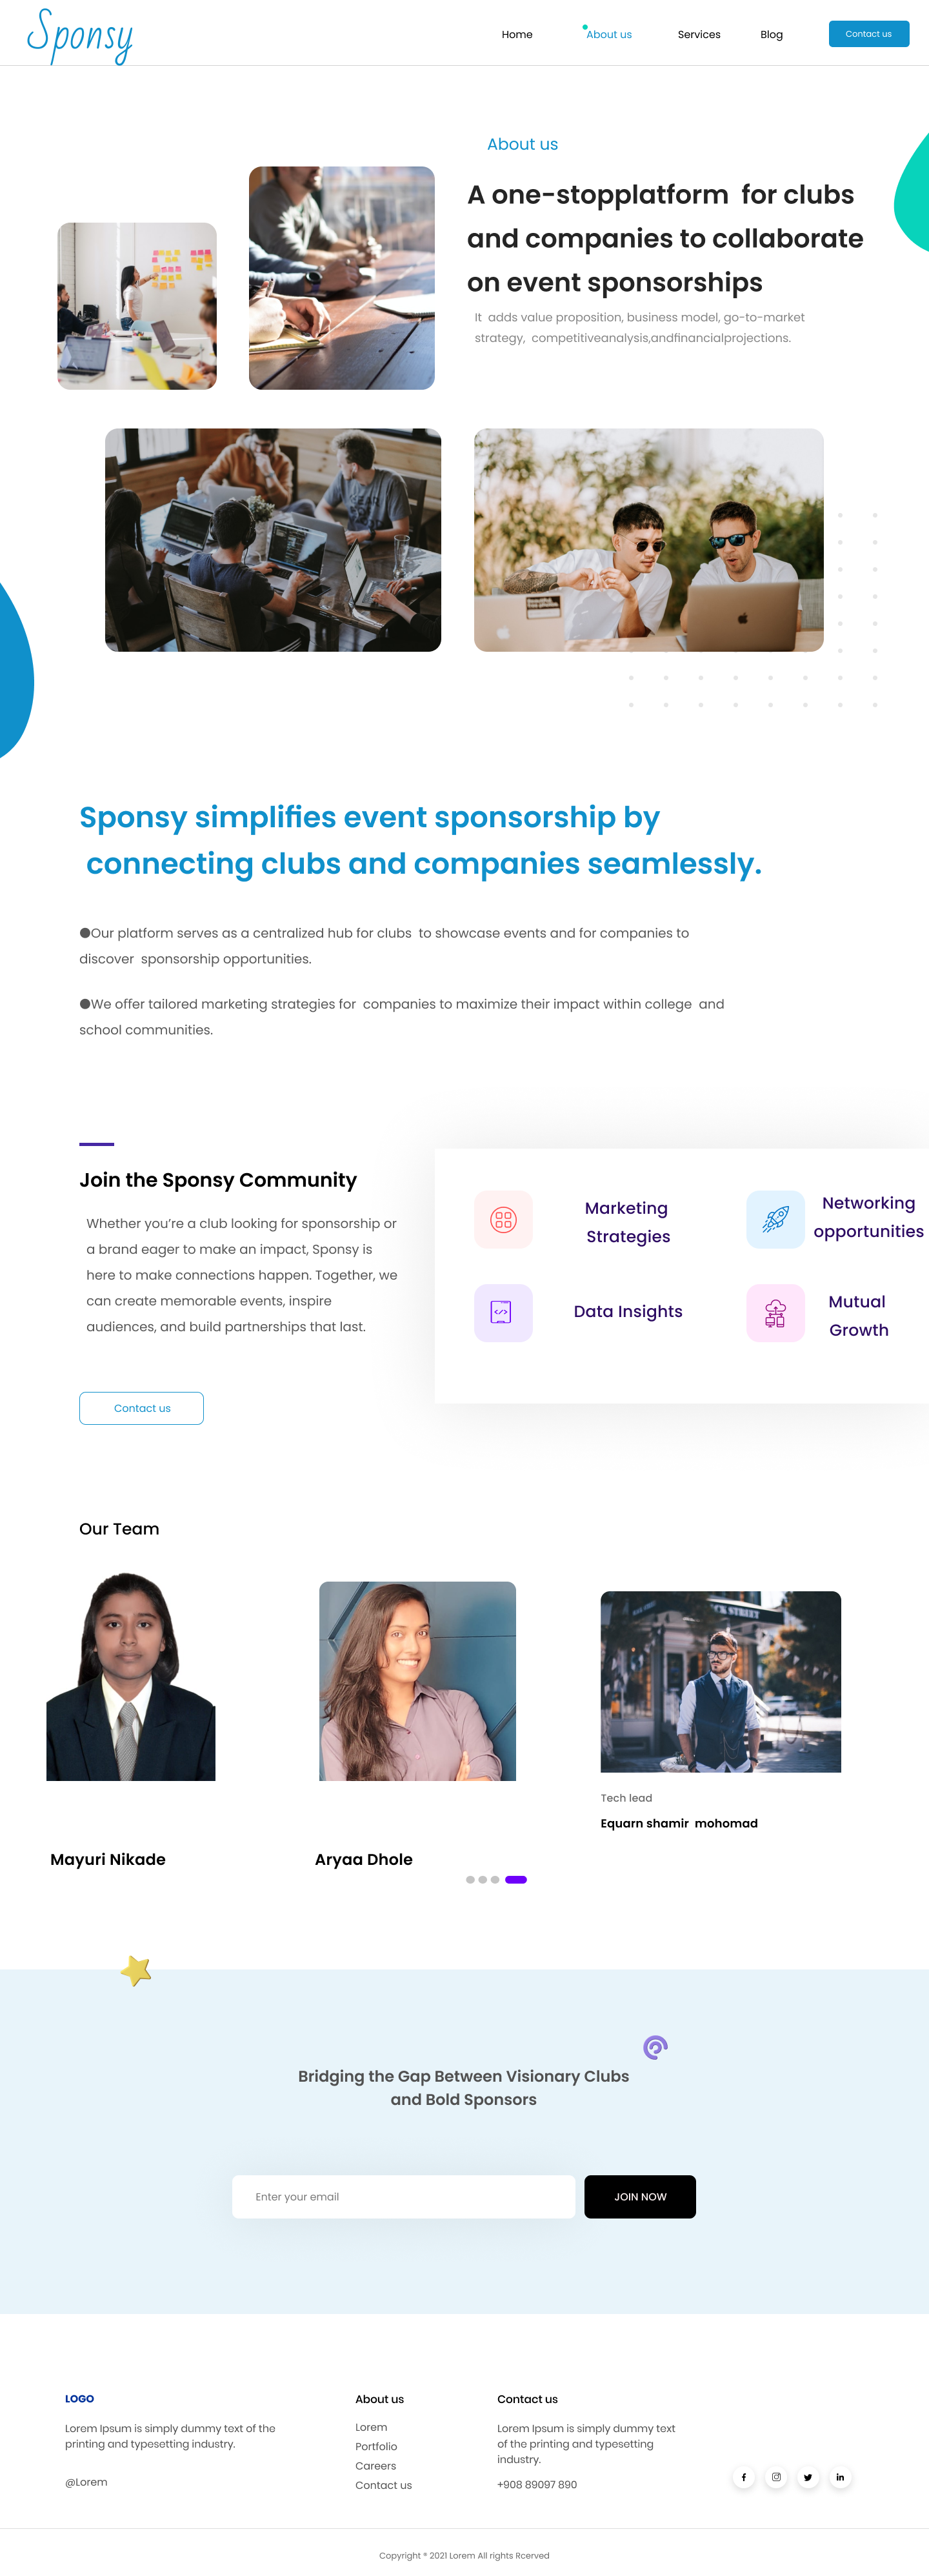 Sponsy
Home
About us
Services
Blog
Contact us
About us
A one-stopplatform for clubs
and companies to collaborate
on event sponsorships
It adds value proposition, business model, go-to-market
strategy, competitiveanalysis,andfinancialprojections.
Sponsy simplifies event sponsorship by
connecting clubs and companies seamlessly.
●Our platform serves as a centralized hub for clubs to showcase events and for companies to
discover sponsorship opportunities.
●We offer tailored marketing strategies for companies to maximize their impact within college and
school communities.
Join the Sponsy Community
Whether you’re a club looking for sponsorship or
a brand eager to make an impact, Sponsy is
here to make connections happen. Together, we
can create memorable events, inspire
audiences, and build partnerships that last.
Contact us
Marketing
Strategies
Networking
opportunities
Data Insights
Mutual
Growth
Our Team
CK STREET
Tech lead
Equarn shamir mohomad
Mayuri Nikade
Aryaa Dhole
Bridging the Gap Between Visionary Clubs
and Bold Sponsors
Enter your email
JOIN NOW
LOGO
Lorem Ipsum is simply dummy text of the
printing and typesetting industry.
@Lorem
About us
Lorem
Portfolio
Careers
Contact us
Contact us
Lorem Ipsum is simply dummy text
of the printing and typesetting
industry.
+908 89097 890
Copyright ® 2021 Lorem All rights Rcerved